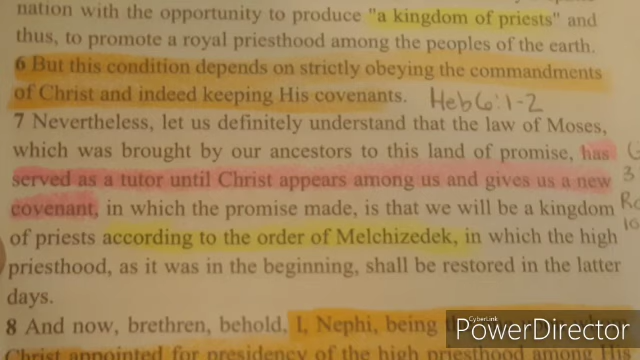 nation with the opportunity to produce "a kingdom of priests" and
thus, to promote a royal priesthood among the peoples of the earth.
6 But this condition depends on strictly obeying the commandments
of Christ and indeed keeping His covenants. Heb 6:1-2
7 Nevertheless, let us definitely understand that the law of Moses,
which was brought by our ancestors to this land of promise, has
served as a tutor until Christ appears among us and gives us a new
covenant, in which the promise made, is that we will be a kingdom
of priests according to the order of Melchizedek, in which the high
priesthood, as it was in the beginning, shall be restored in the latter
days.
8 And now, brethren, behold, I, Nephi, being
Christ appointed for presidency of the high priesthood among His
CyberLink
PowerDirector